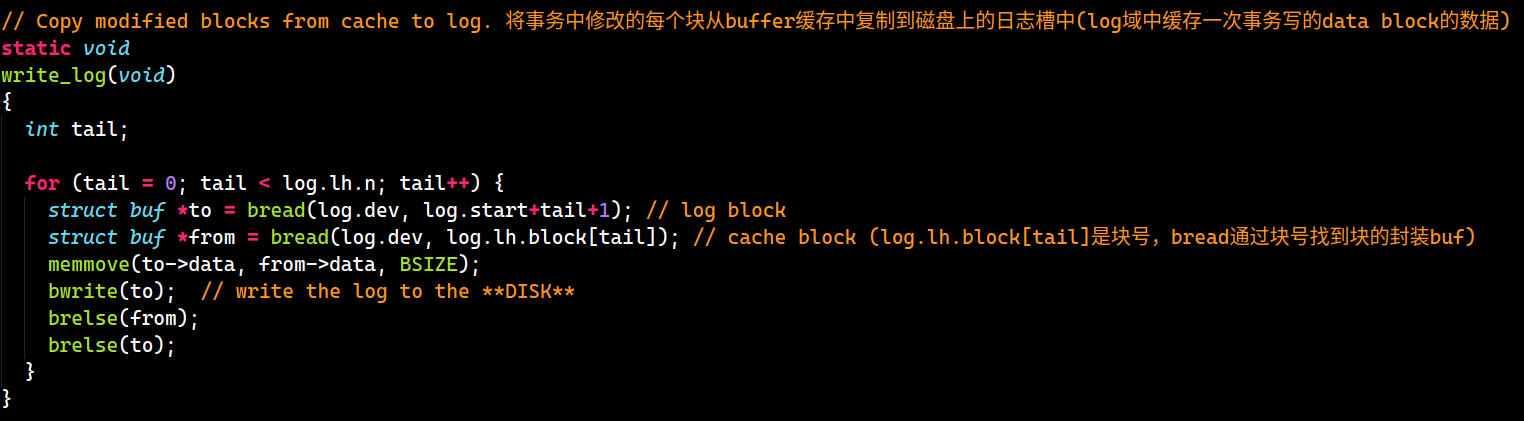 // Copy modified blocks from cache to log. 将事务中修改的每个块从buffer缓存中复制到磁盘上的日志槽中(log域中缓存一次事务写的data block的数据)
static void
write_log(void)
{
  int tail;

  for (tail = 0; tail < log.lh.n; tail++) {
    struct buf *to = bread(log.dev, log.start+tail+1); // log block
    struct buf *from = bread(log.dev, log.lh.block[tail]); // cache block (log.lh.block[tail]是块号，bread通过块号找到块的封装buf)
    memmove(to->data, from->data, BSIZE);
    bwrite(to);  // write the log to the **DISK**
    brelse(from);
    brelse(to);
  }
}